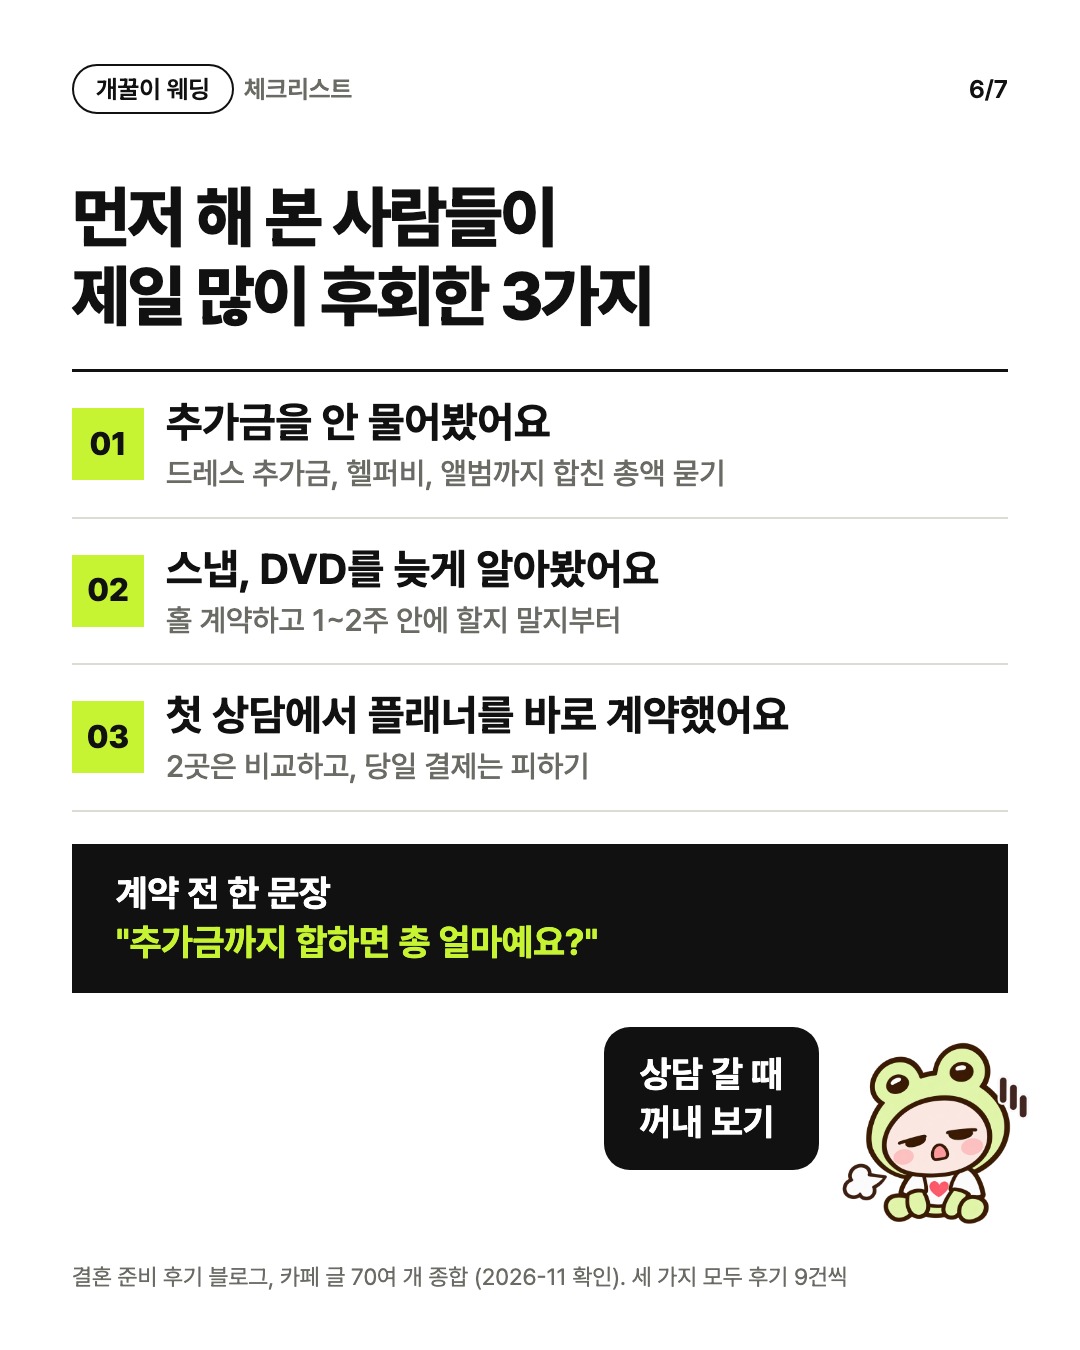 개꿀이 웨딩 체크리스트 6/7
먼저 해 본 사람들이
제일 많이 후회한 3가지
01 추가금을 안 물어봤어요
드레스 추가금, 헬퍼비, 앨범까지 합친 총액 묻기
02 스냅, DVD를 늦게 알아봤어요
홀 계약하고 1~2주 안에 할지 말지부터
03 첫 상담에서 플래너를 바로 계약했어요
2곳은 비교하고, 당일 결제는 피하기
계약 전 한 문장
"추가금까지 합하면 총 얼마예요?"
상담 갈 때
꺼내 보기
결혼 준비 후기 블로그, 카페 글 70여 개 종합 (2026-11 확인). 세 가지 모두 후기 9건씩